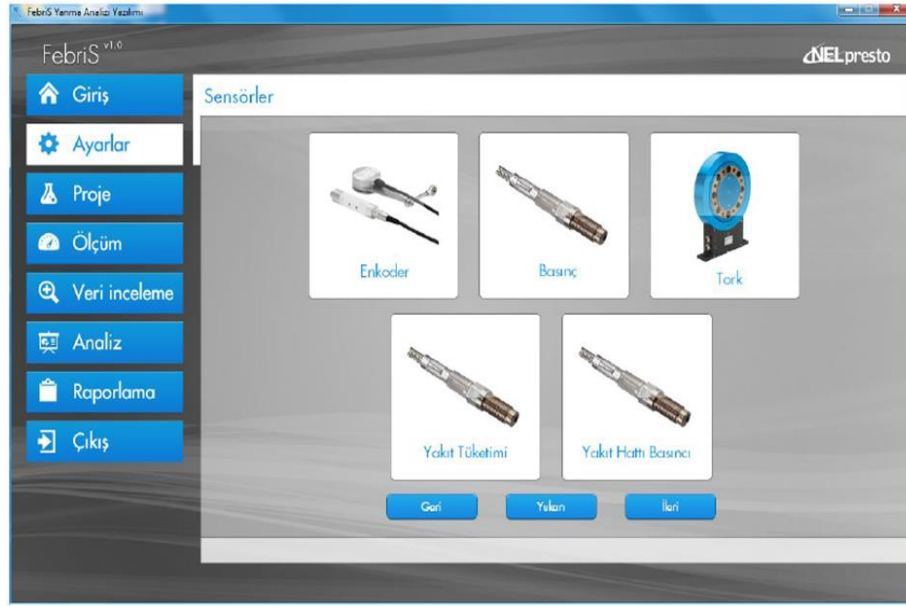 FebriS Yanma Analizi Yazılımı
FebriS v1.0
NELpresto
Giriş
Ayarlar
Proje
Ölçüm
Veri inceleme
Analiz
Raporlama
Çıkış
Sensörler
Enkoder
Basınç
Tork
Yakıt Tüketimi
Yakıt Hattı Basıncı
Geri
Yukarı
İleri